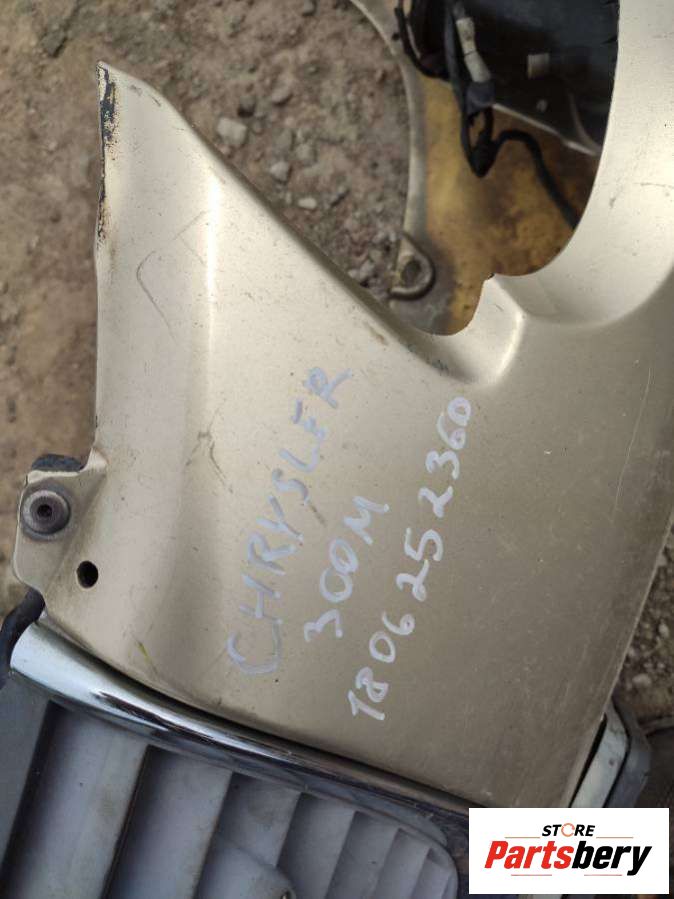 CHRYSLER
300M
1806252360
STORE
Partsbery